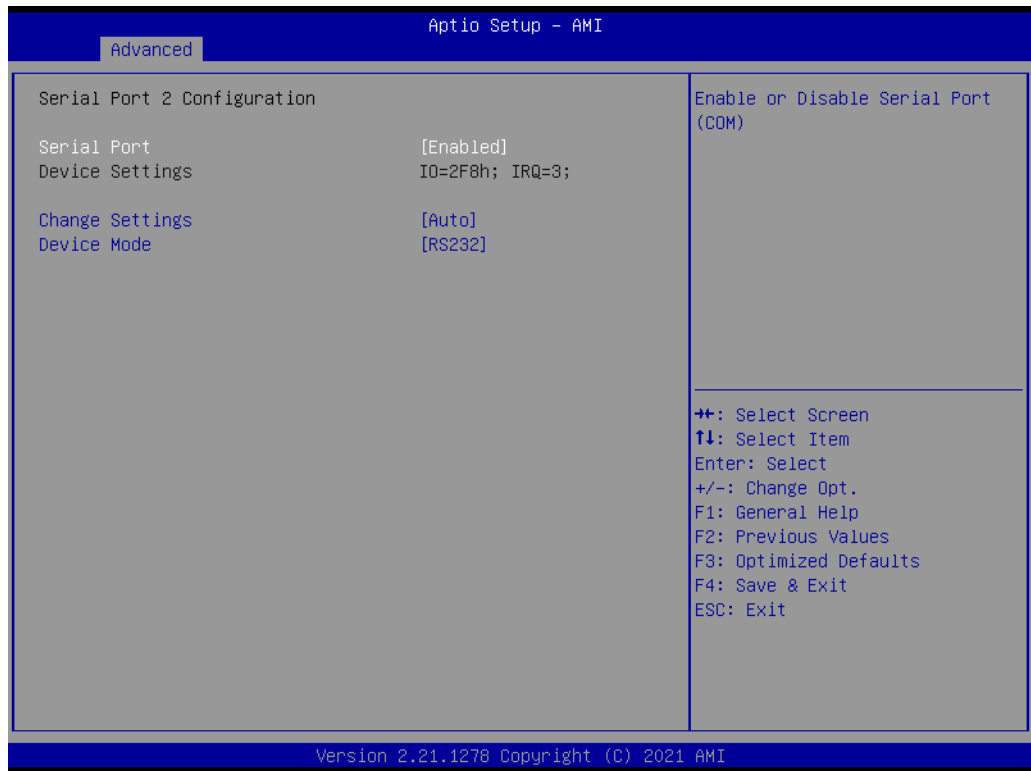 Aptio Setup – AMI
Advanced
Serial Port 2 Configuration
Serial Port [Enabled]
Device Settings IO=2F8h; IRQ=3;
Change Settings [Auto]
Device Mode [RS232]
Enable or Disable Serial Port
(COM)
→←: Select Screen
↑↓: Select Item
Enter: Select
+/-: Change Opt.
F1: General Help
F2: Previous Values
F3: Optimized Defaults
F4: Save & Exit
ESC: Exit
Version 2.21.1278 Copyright (C) 2021 AMI